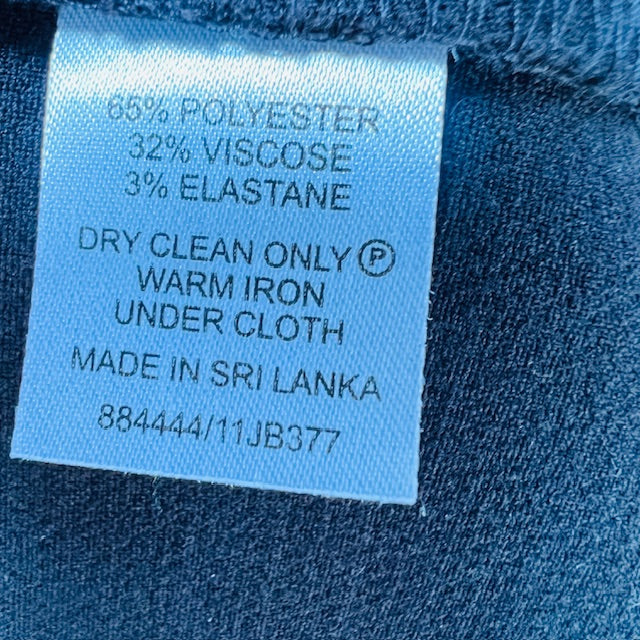 65% POLYESTER
32% VISCOSE
3% ELASTANE
DRY CLEAN ONLY Ⓟ
WARM IRON
UNDER CLOTH
MADE IN SRI LANKA
884444/11JB377